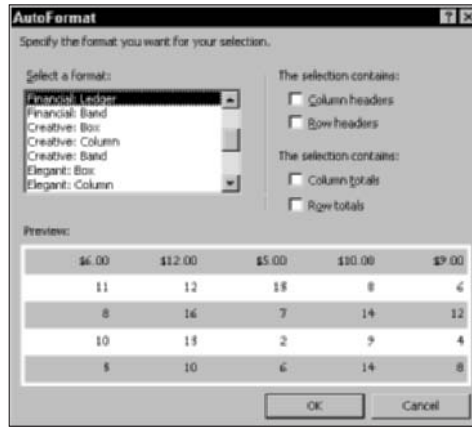 AutoFormat
Specify the format you want for your selection.
Select a format:
Financial: Ledger
Financial: Band
Creative: Box
Creative: Column
Creative: Band
Elegant: Box
Elegant: Column
The selection contains:
Column headers
Row headers
The selection contains:
Column totals
Row totals
Preview:
$6.00 $12.00 $5.00 $10.00 $9.00
11 12 15 8 6
8 16 7 14 12
10 15 2 9 4
5 10 6 14 8
OK Cancel